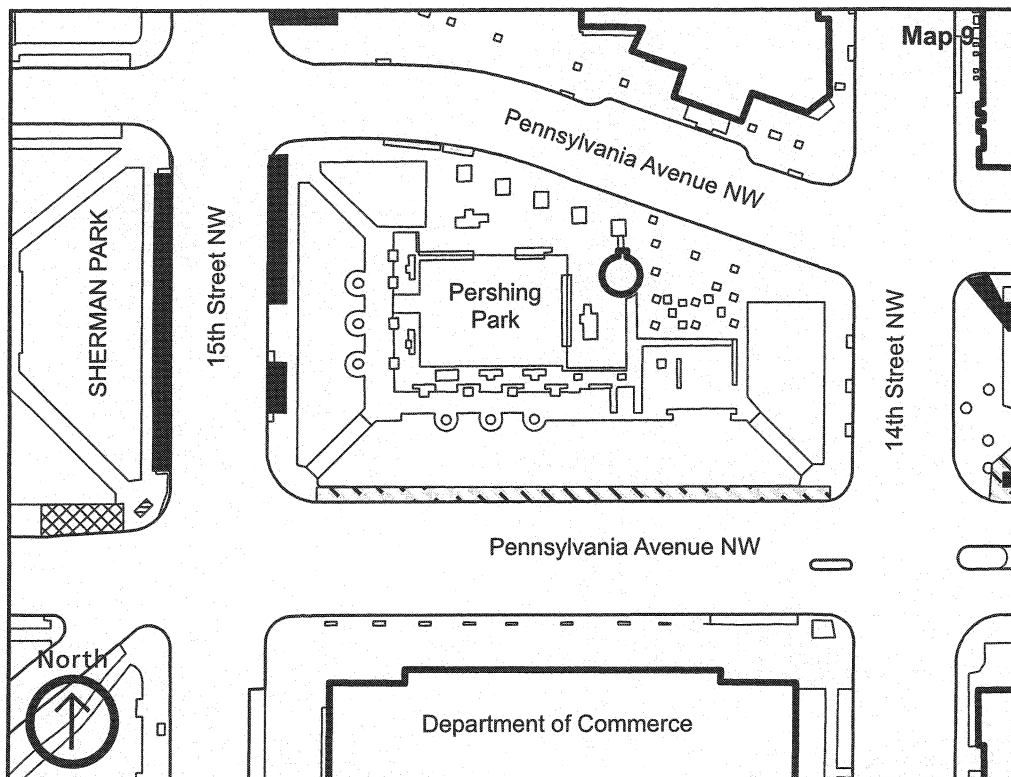 Map 9
Pennsylvania Avenue NW
SHERMAN PARK
15th Street NW
Pershing
Park
14th Street NW
Pennsylvania Avenue NW
North
Department of Commerce